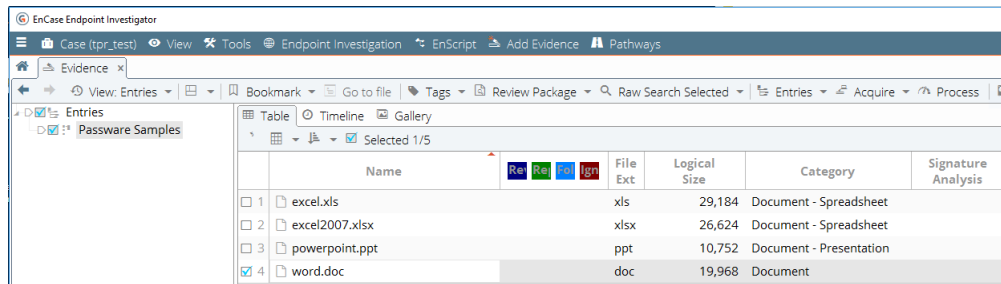 EnCase Endpoint Investigator
Case (tpr_test) View Tools Endpoint Investigation EnScript Add Evidence Pathways
Evidence x
View: Entries Bookmark Go to file Tags Review Package Raw Search Selected Entries Acquire Process
Entries
Passware Samples
Table Timeline Gallery
Selected 1/5
Name Rev Rep Fol Ign File Ext Logical Size Category Signature Analysis
1 excel.xls xls 29,184 Document - Spreadsheet
2 excel2007.xlsx xlsx 26,624 Document - Spreadsheet
3 powerpoint.ppt ppt 10,752 Document - Presentation
4 word.doc doc 19,968 Document